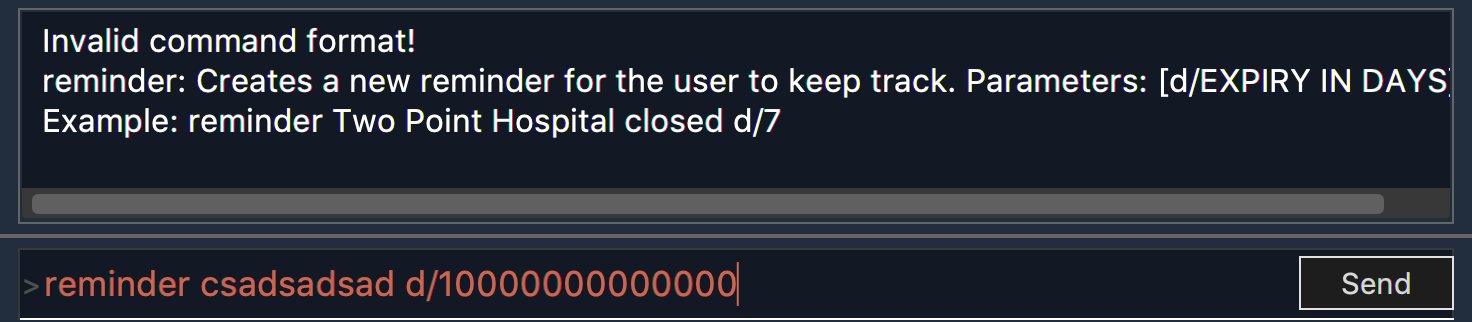 Invalid command format!
reminder: Creates a new reminder for the user to keep track. Parameters: [d/EXPIRY IN DAYS]
Example: reminder Two Point Hospital closed d/7
>reminder csadsadsad d/10000000000000
Send